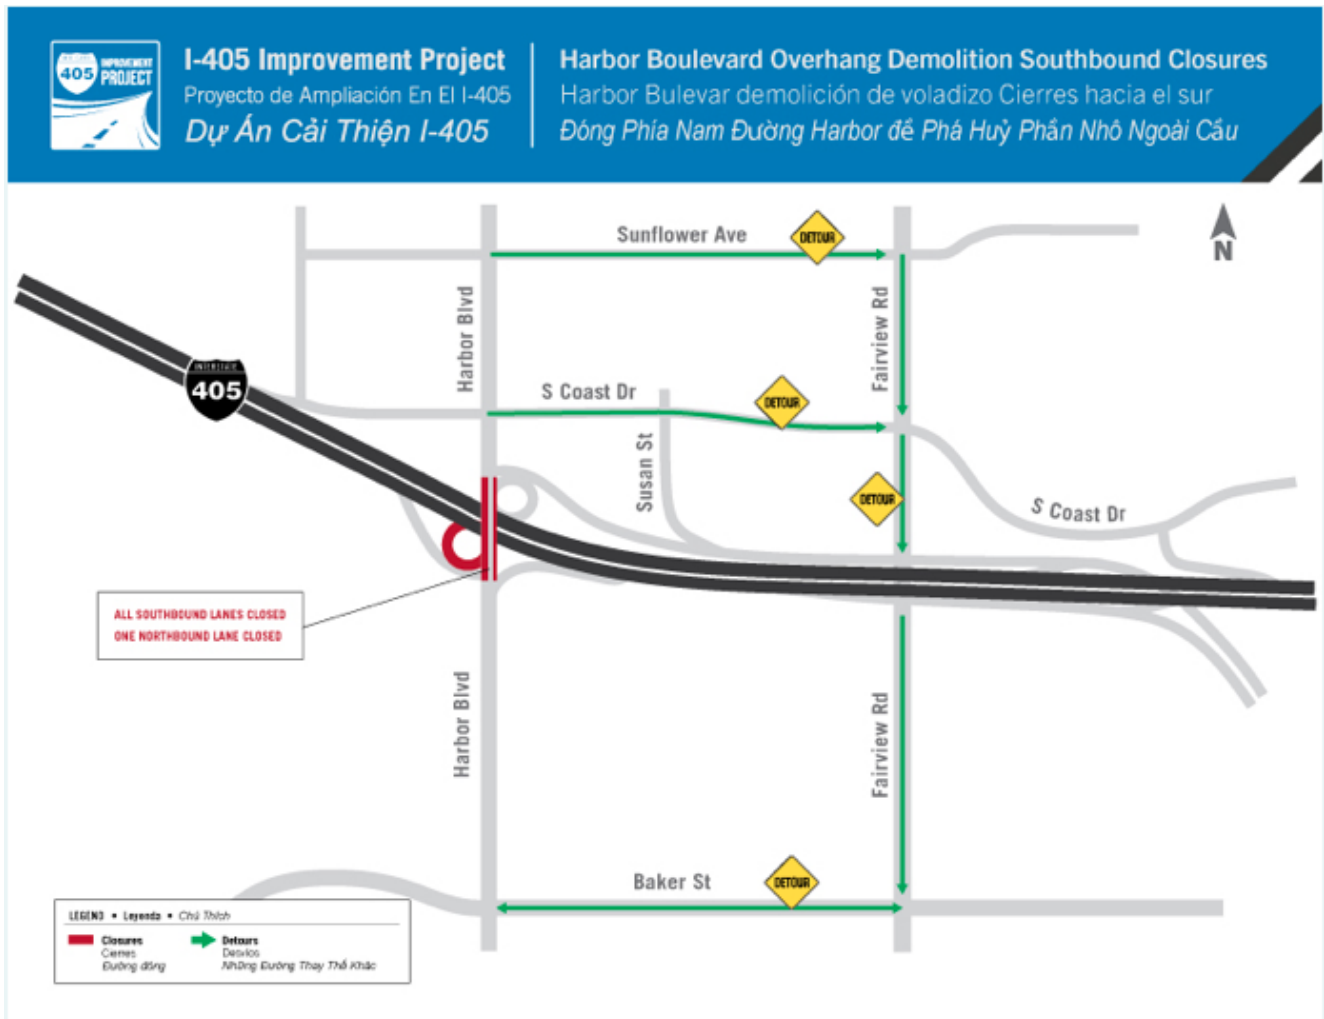 405
IMPROVEMENT
PROJECT
I-405 Improvement Project
Proyecto de Ampliación En El I-405
Dự Án Cải Thiện I-405
Harbor Boulevard Overhang Demolition Southbound Closures
Harbor Bulevar demolición de voladizo Cierres hacia el sur
Đóng Phía Nam Đường Harbor để Phá Huỷ Phần Nhô Ngoài Cầu
Sunflower Ave
DETOUR
N
Harbor Blvd
Fairview Rd
INTERSTATE
405
S Coast Dr
DETOUR
Susan St
DETOUR
S Coast Dr
ALL SOUTHBOUND LANES CLOSED
ONE NORTHBOUND LANE CLOSED
Harbor Blvd
Fairview Rd
Baker St
DETOUR
LEGEND • Leyenda • Chú Thích
Closures
Cierres
Đường đóng
Detours
Desvíos
Những Đường Thay Thế Khác